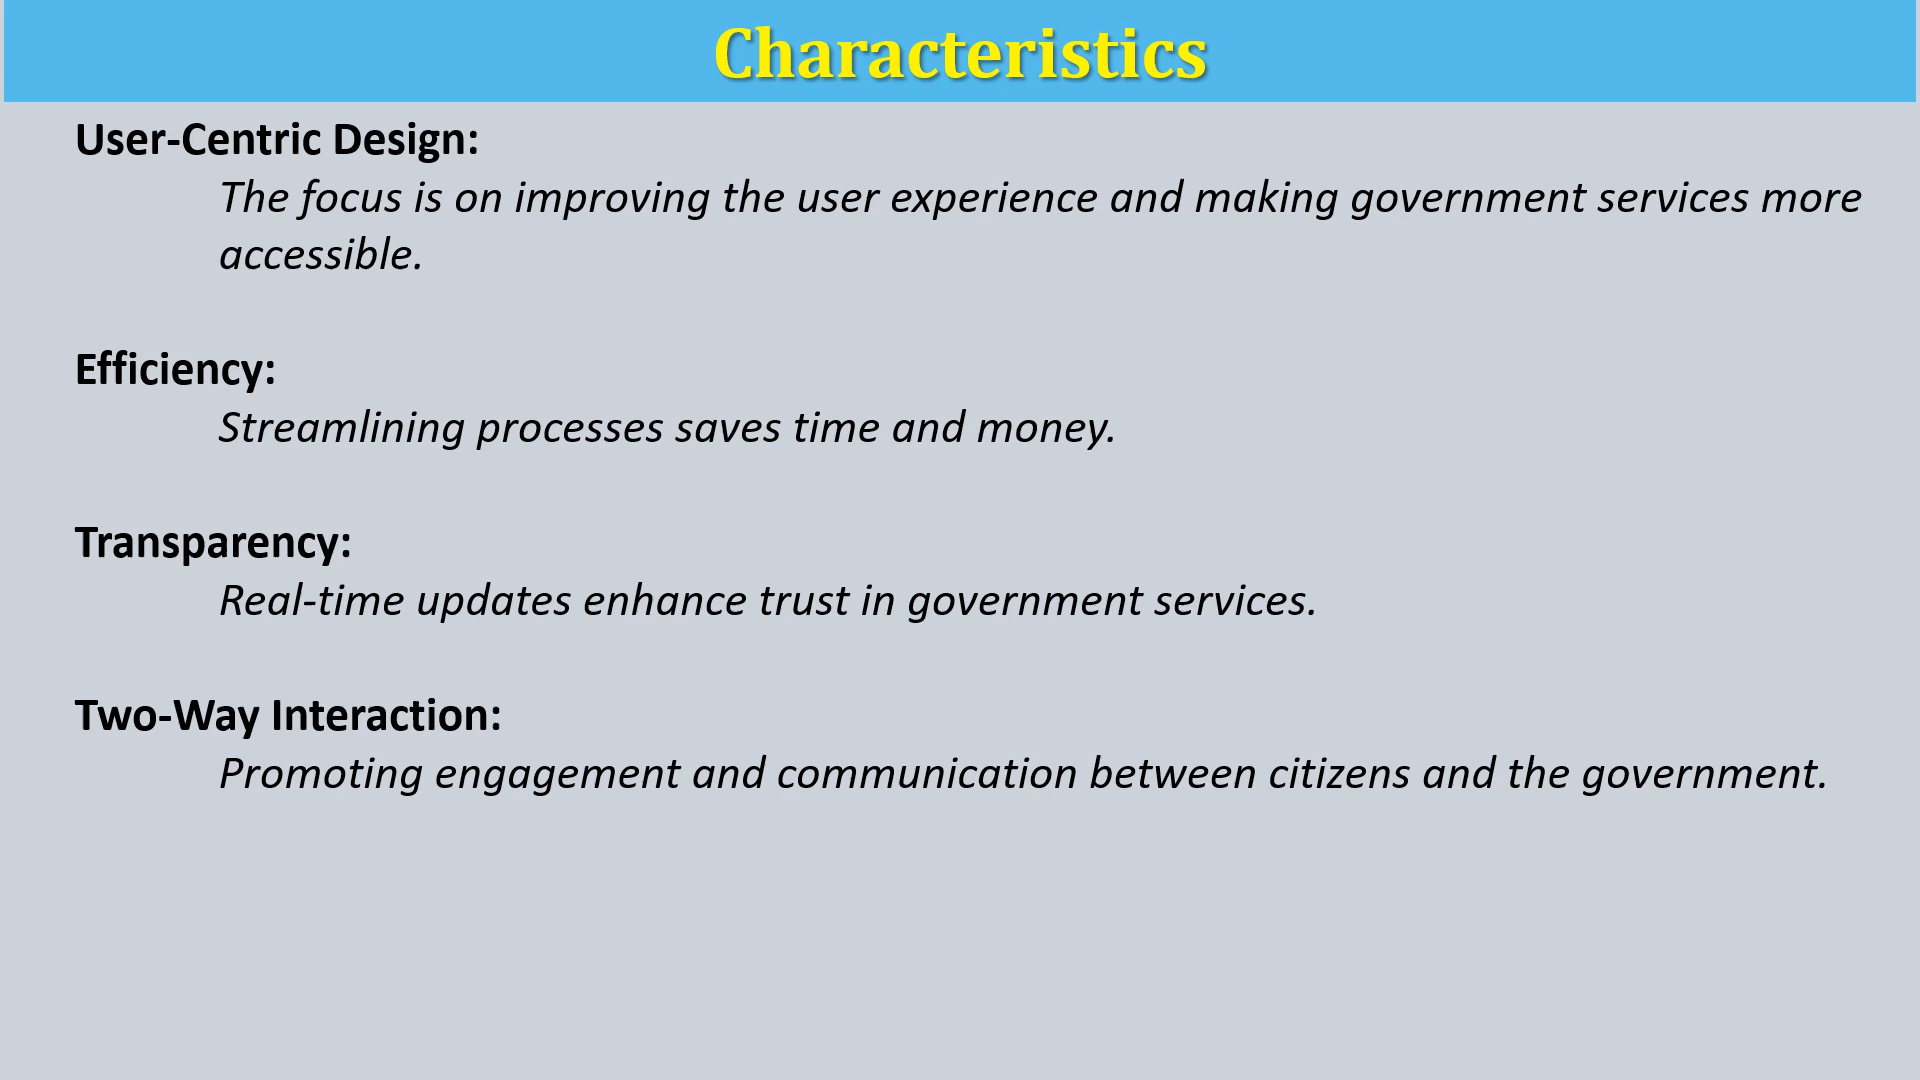 Characteristics
User-Centric Design:
The focus is on improving the user experience and making government services more
accessible.
Efficiency:
Streamlining processes saves time and money.
Transparency:
Real-time updates enhance trust in government services.
Two-Way Interaction:
Promoting engagement and communication between citizens and the government.